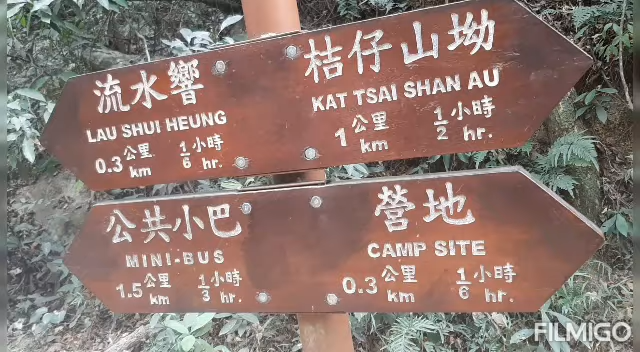 流水響
LAU SHUI HEUNG
0.3 公里 km 1/6 小時 hr.
桔仔山坳
KAT TSAI SHAN AU
1 公里 km 1/2 小時 hr.
公共小巴
MINI-BUS
1.5 公里 km 1/3 小時 hr.
營地
CAMP SITE
0.3 公里 km 1/6 小時 hr.
FILMIGO